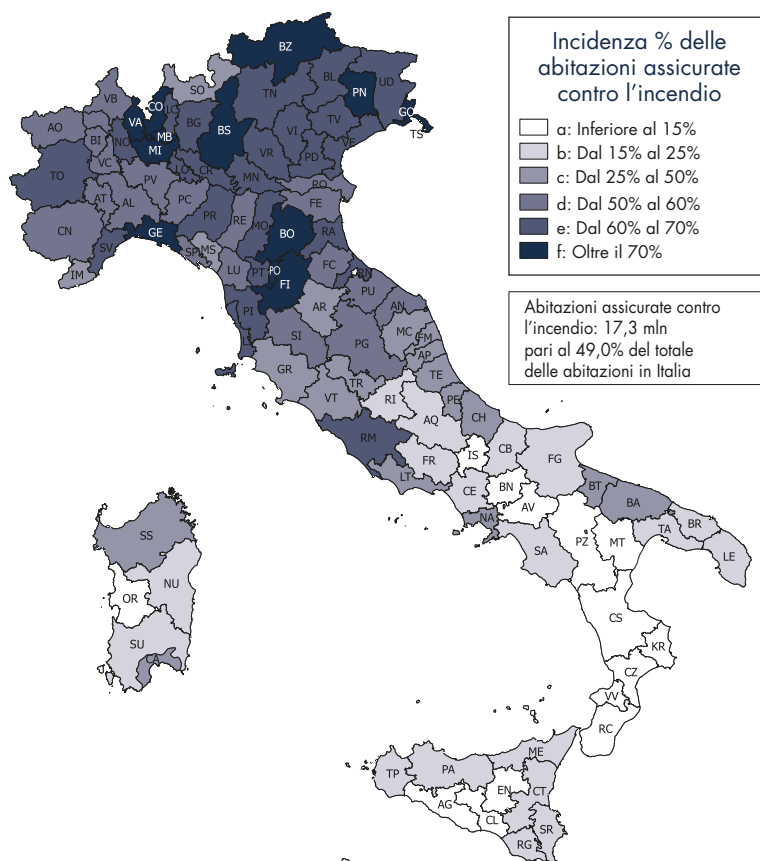 Incidenza % delle
abitazioni assicurate
contro l'incendio
a: Inferiore al 15%
b: Dal 15% al 25%
c: Dal 25% al 50%
d: Dal 50% al 60%
e: Dal 60% al 70%
f: Oltre il 70%
Abitazioni assicurate contro
l'incendio: 17,3 mln
pari al 49,0% del totale
delle abitazioni in Italia
BZ
SO
BL
UD
VB
TN
PN
CO
LC
GO
AO
VA
BG
BS
TV
TS
BI
NO
MB
VI
VE
MI
VR
PD
VC
TO
LO
CR
MN
PV
RO
AT
AL
PC
FE
PR
RE
MO
CN
GE
BO
RA
SV
SP
MS
FC
RN
IM
LU
PT
PO
FI
PU
PI
AR
AN
LI
SI
MC
FM
PG
AP
GR
TE
TR
VT
RI
PE
AQ
CH
RM
IS
CB
FG
FR
LT
BN
BT
CE
AV
BA
NA
BR
TA
SS
PZ
MT
SA
LE
NU
OR
CS
SU
KR
CA
CZ
VV
RC
ME
TP
PA
EN
CT
AG
CL
SR
RG